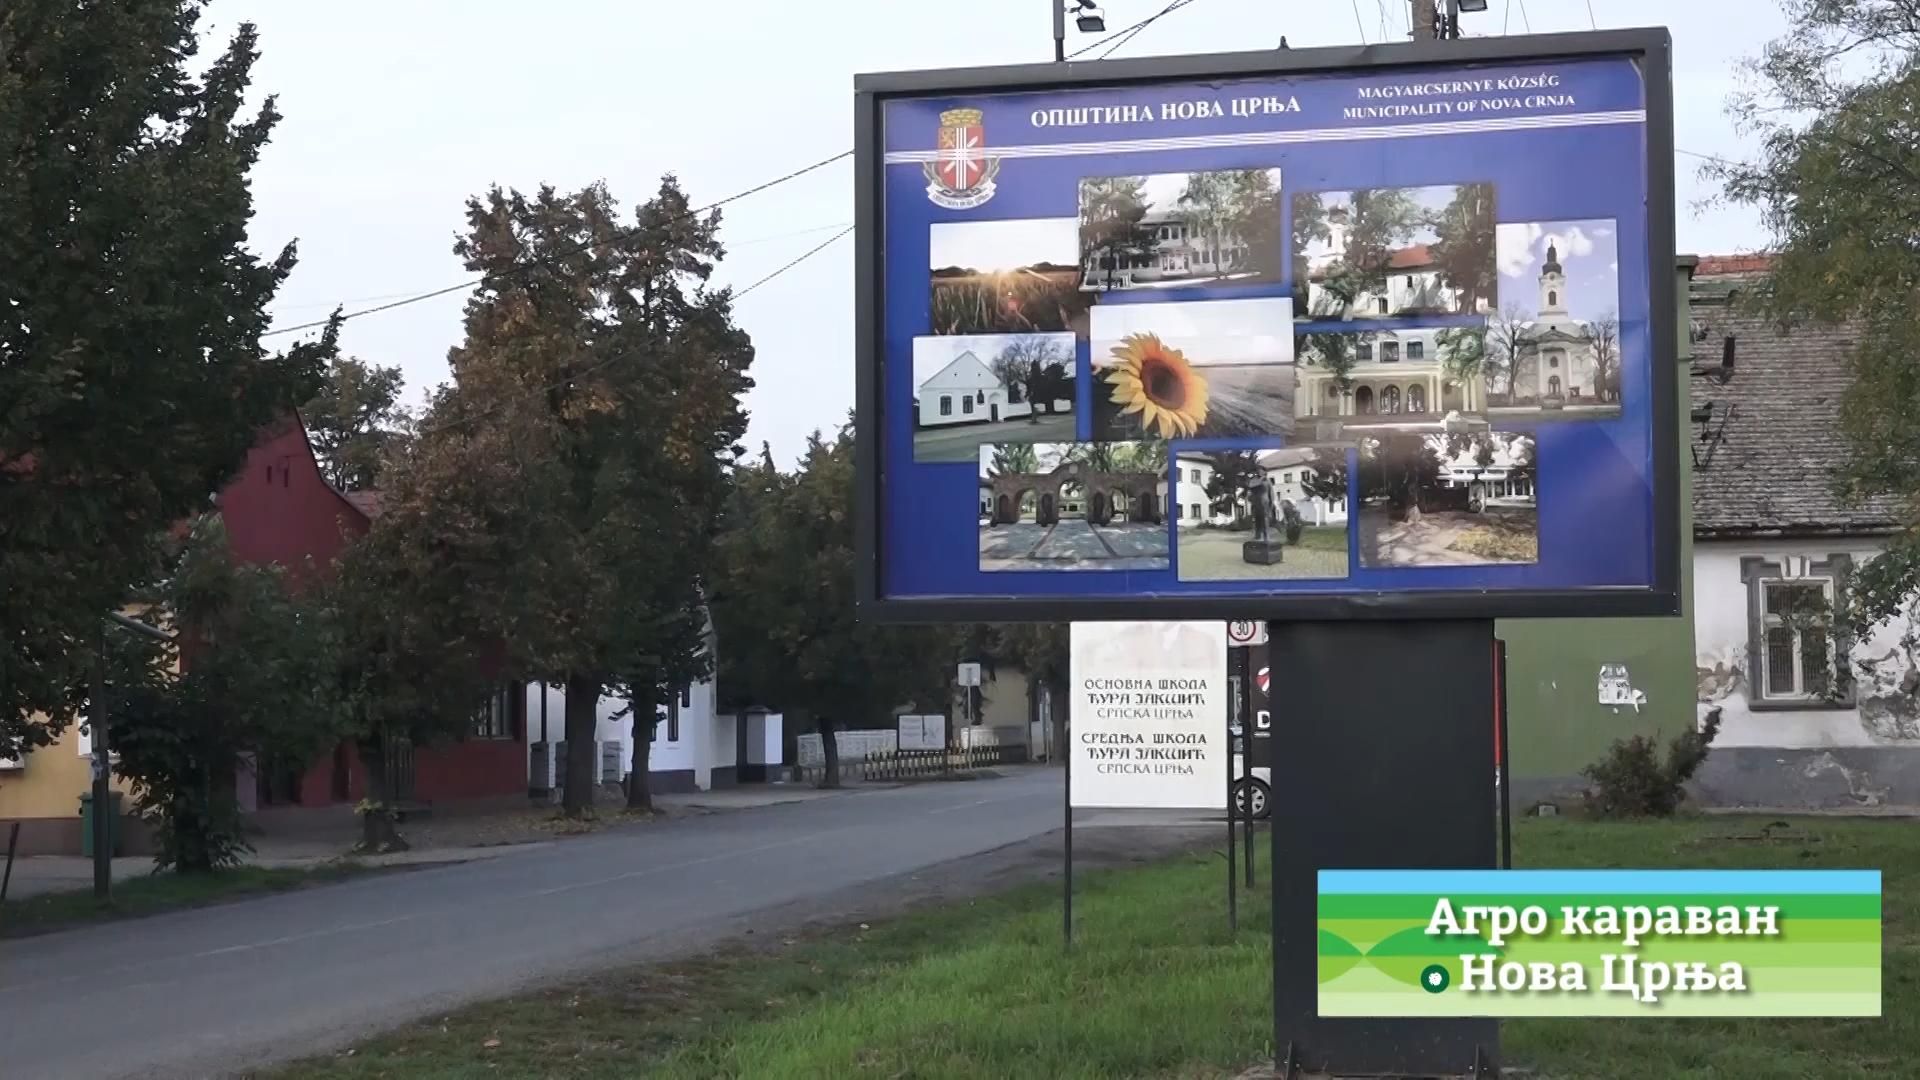 ОПШТИНА НОВА ЦРЊА
MAGYARCSERNYE KÖZSÉG
MUNICIPALITY OF NOVA CRNJA
30
ОСНОВНА ШКОЛА
ЂУРА ЈАКШИЋ
СРПСКА ЦРЊА
СРЕДЊА ШКОЛА
ЂУРА ЈАКШИЋ
СРПСКА ЦРЊА
Агро караван
Нова Црња